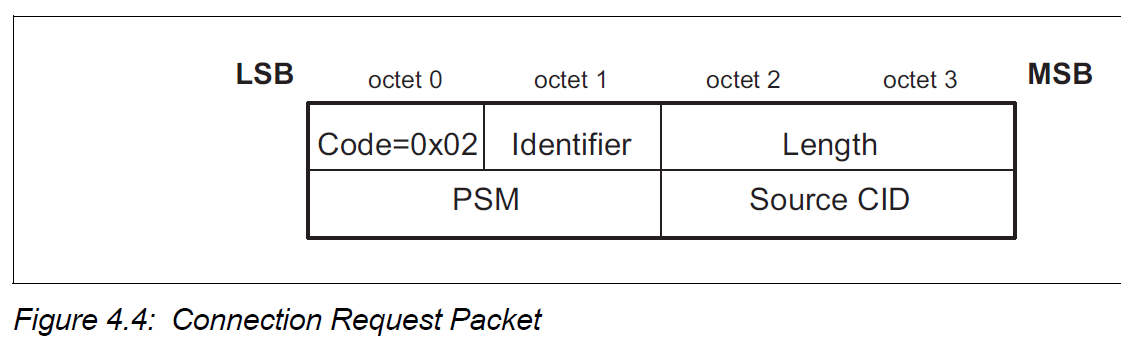 LSB octet 0 octet 1 octet 2 octet 3 MSB
Code=0x02 Identifier Length
PSM Source CID
Figure 4.4: Connection Request Packet